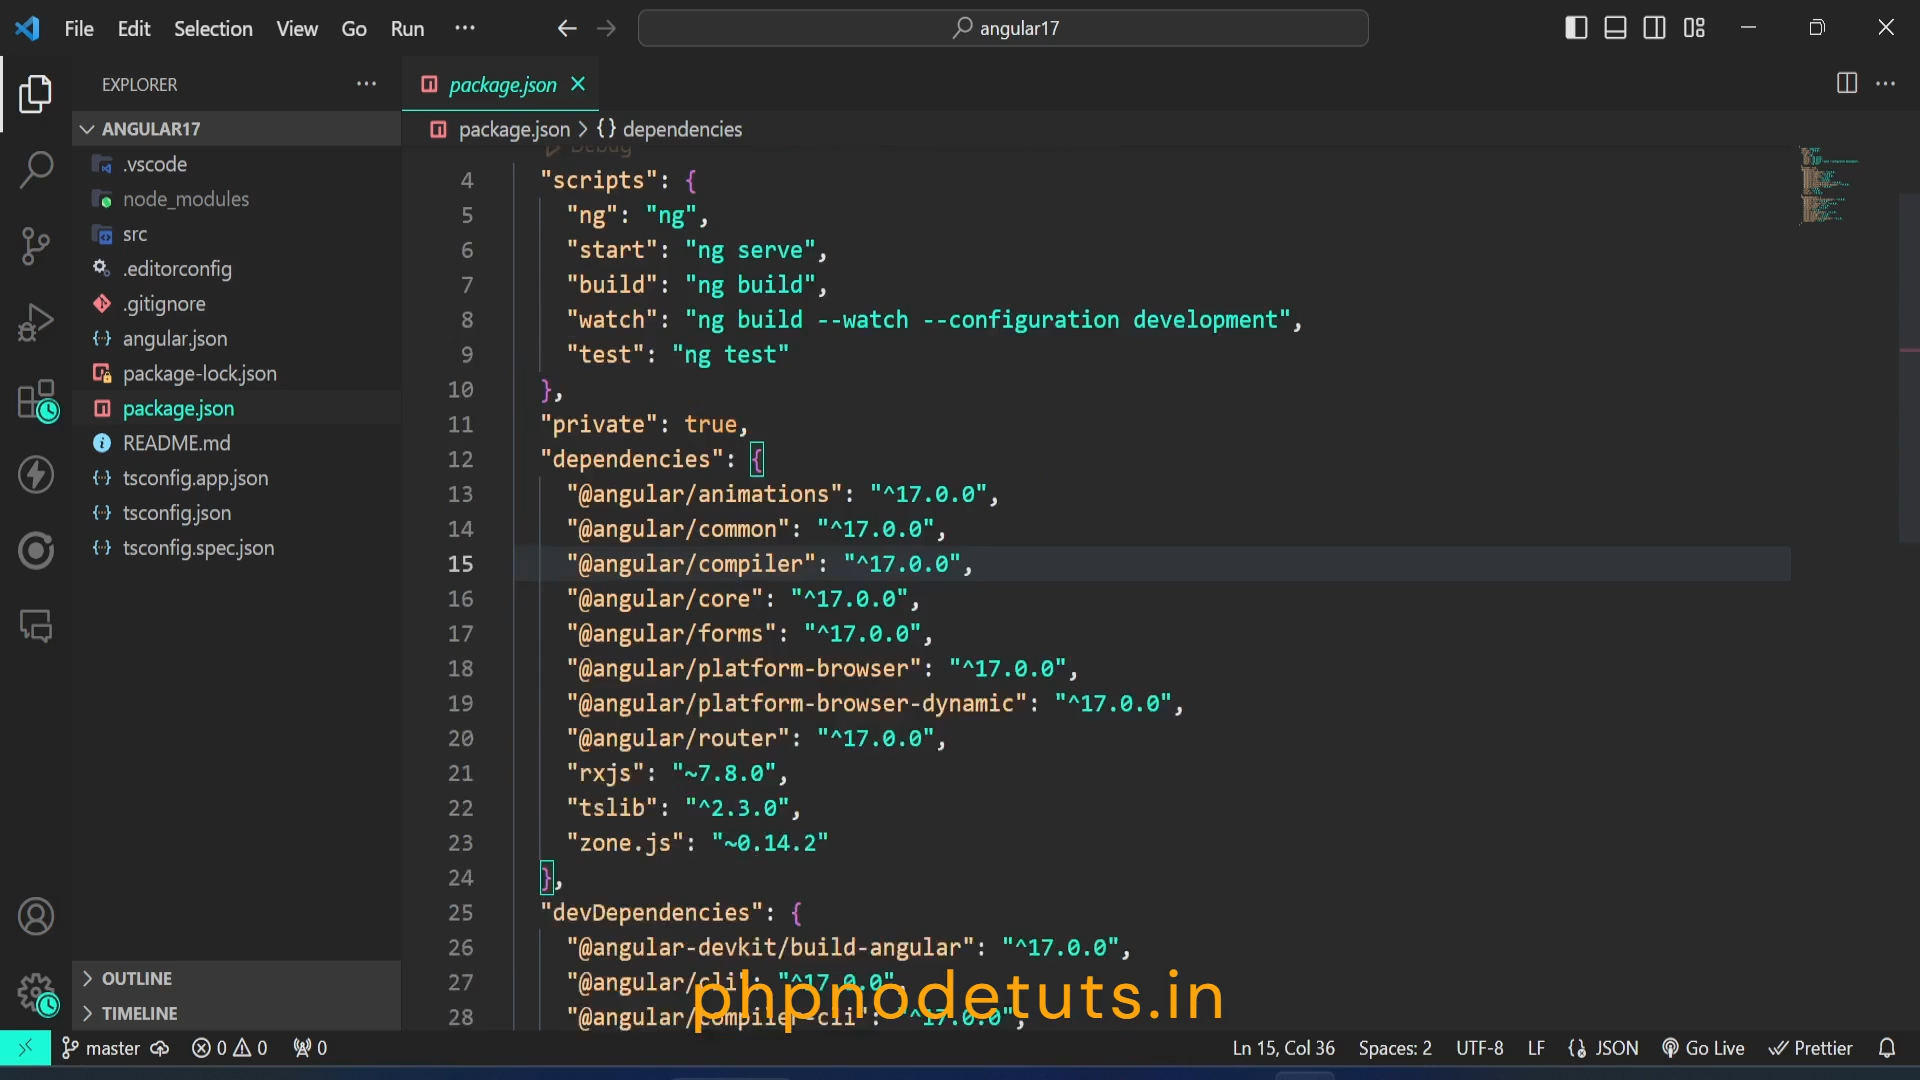 File Edit Selection View Go Run ··· angular17
EXPLORER ···
ANGULAR17
.vscode
node_modules
src
.editorconfig
.gitignore
angular.json
package-lock.json
package.json
README.md
tsconfig.app.json
tsconfig.json
tsconfig.spec.json
OUTLINE
TIMELINE
package.json
package.json > {} dependencies
Debug
4 "scripts": {
5 "ng": "ng",
6 "start": "ng serve",
7 "build": "ng build",
8 "watch": "ng build --watch --configuration development",
9 "test": "ng test"
10 },
11 "private": true,
12 "dependencies": {
13 "@angular/animations": "^17.0.0",
14 "@angular/common": "^17.0.0",
15 "@angular/compiler": "^17.0.0",
16 "@angular/core": "^17.0.0",
17 "@angular/forms": "^17.0.0",
18 "@angular/platform-browser": "^17.0.0",
19 "@angular/platform-browser-dynamic": "^17.0.0",
20 "@angular/router": "^17.0.0",
21 "rxjs": "~7.8.0",
22 "tslib": "^2.3.0",
23 "zone.js": "~0.14.2"
24 },
25 "devDependencies": {
26 "@angular-devkit/build-angular": "^17.0.0",
27 "@angular/cli": "^17.0.0",
28 "@angular/compiler-cli": "^17.0.0",
phpnodetuts.in
master 0 0 0 Ln 15, Col 36 Spaces: 2 UTF-8 LF {} JSON Go Live Prettier